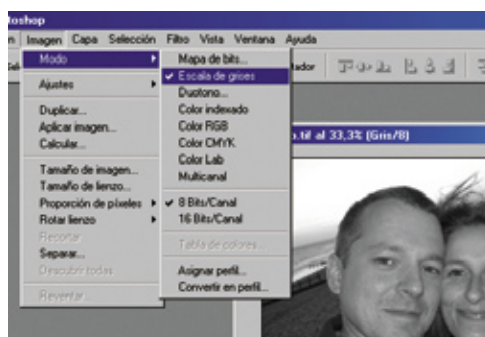 toshop
n Imagen Capa Selección Filtro Vista Ventana Ayuda
Modo
Ajustes
Duplicar...
Aplicar imagen...
Calcular...
Tamaño de imagen...
Tamaño de lienzo...
Proporción de píxeles
Rotar lienzo
Recortar
Separar...
Descubrir todas
Reventar...
Mapa de bits...
Escala de grises
Duotono...
Color indexado
Color RGB
Color CMYK
Color Lab
Multicanal
8 Bits/Canal
16 Bits/Canal
Tabla de colores...
Asignar perfil...
Convertir en perfil...
ador
o.tif al 33,3% (Gris/8)